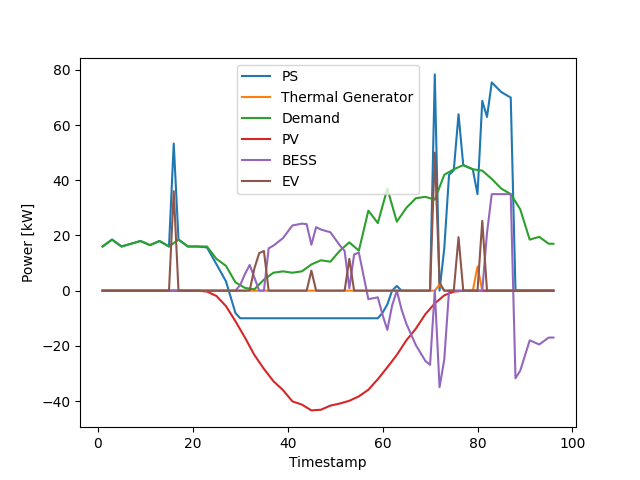 PS
Thermal Generator
Demand
PV
BESS
EV
80
60
40
20
0
−20
−40
Power [kW]
0 20 40 60 80 100
Timestamp